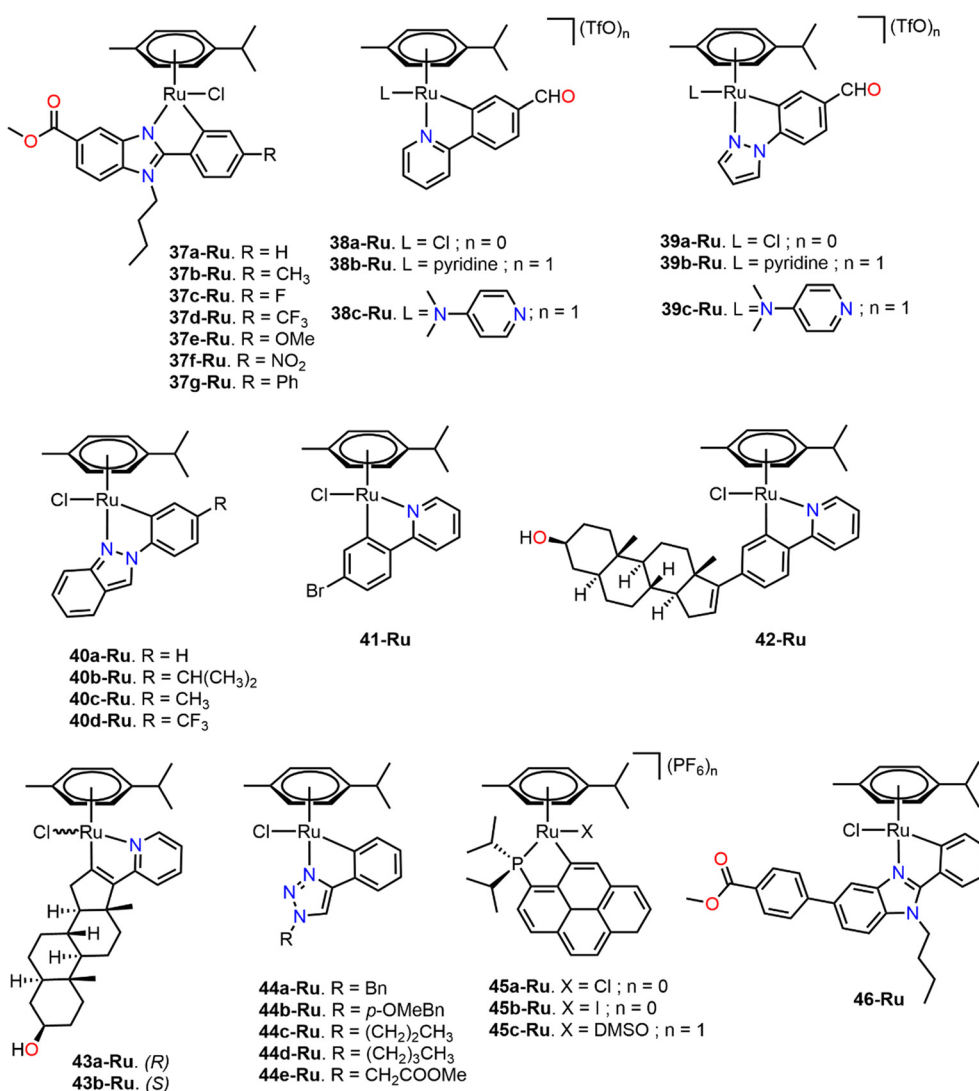 (TfO)n
(TfO)n
Ru
Cl
O
O
N
N
R
L
Ru
CHO
N
L
Ru
CHO
N
N
37a-Ru. R = H
37b-Ru. R = CH3
37c-Ru. R = F
37d-Ru. R = CF3
37e-Ru. R = OMe
37f-Ru. R = NO2
37g-Ru. R = Ph
38a-Ru. L = Cl ; n = 0
38b-Ru. L = pyridine ; n = 1
38c-Ru. L = N N ; n = 1
39a-Ru. L = Cl ; n = 0
39b-Ru. L = pyridine ; n = 1
39c-Ru. L = N N ; n = 1
Cl
Ru
R
N
N
40a-Ru. R = H
40b-Ru. R = CH(CH3)2
40c-Ru. R = CH3
40d-Ru. R = CF3
Cl
Ru
N
Br
41-Ru
Cl
Ru
N
HO
H
H
H
H
42-Ru
Cl
Ru
N
H
H
H
H
HO
43a-Ru. (R)
43b-Ru. (S)
Cl
Ru
N
N
N
R
44a-Ru. R = Bn
44b-Ru. R = p-OMeBn
44c-Ru. R = (CH2)2CH3
44d-Ru. R = (CH2)3CH3
44e-Ru. R = CH2COOMe
(PF6)n
Ru
X
P
45a-Ru. X = Cl ; n = 0
45b-Ru. X = I ; n = 0
45c-Ru. X = DMSO ; n = 1
Cl
Ru
O
O
N
N
46-Ru